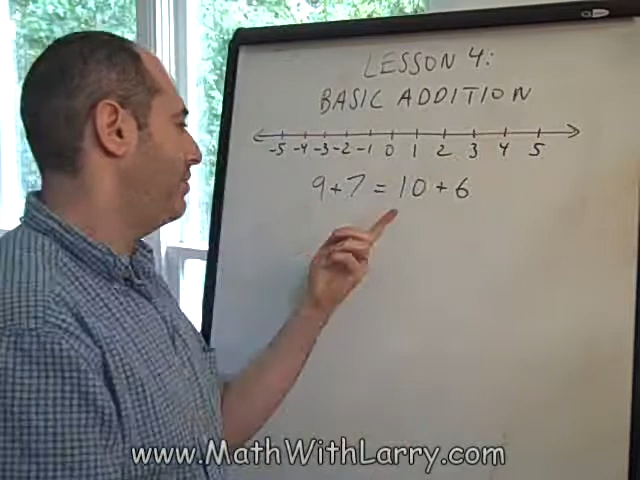 LESSON 4:
BASIC ADDITION
-5 -4 -3 -2 -1 0 1 2 3 4 5
9+7 = 10 + 6
www.MathWithLarry.com